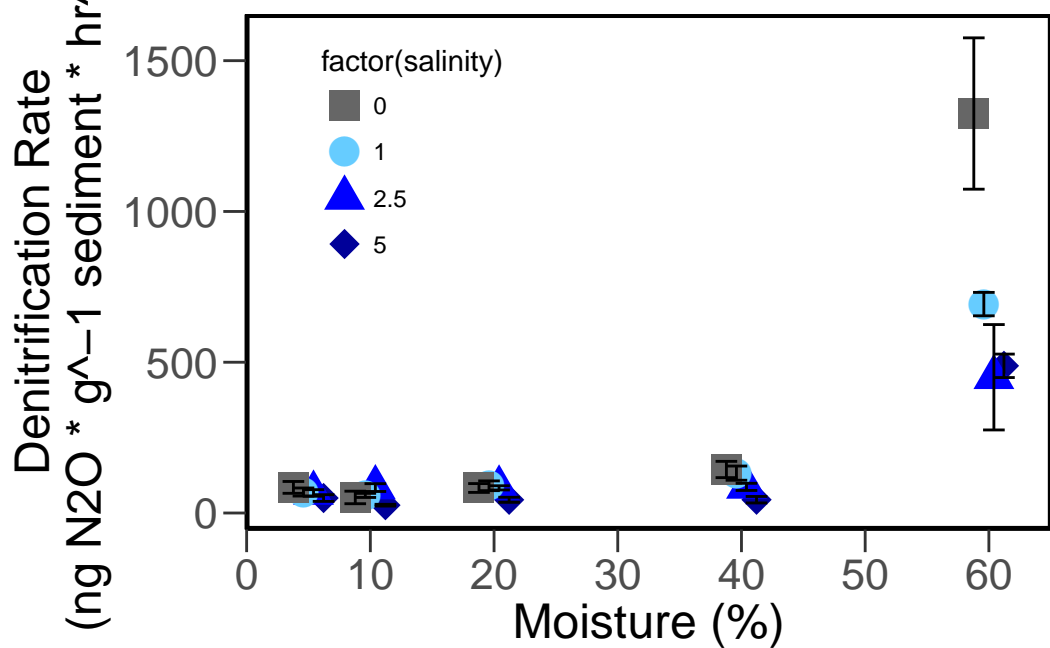 Denitrification Rate
(ng N2O * g^−1 sediment * hr^
1500
1000
500
0
factor(salinity)
0
1
2.5
5
0 10 20 30 40 50 60
Moisture (%)